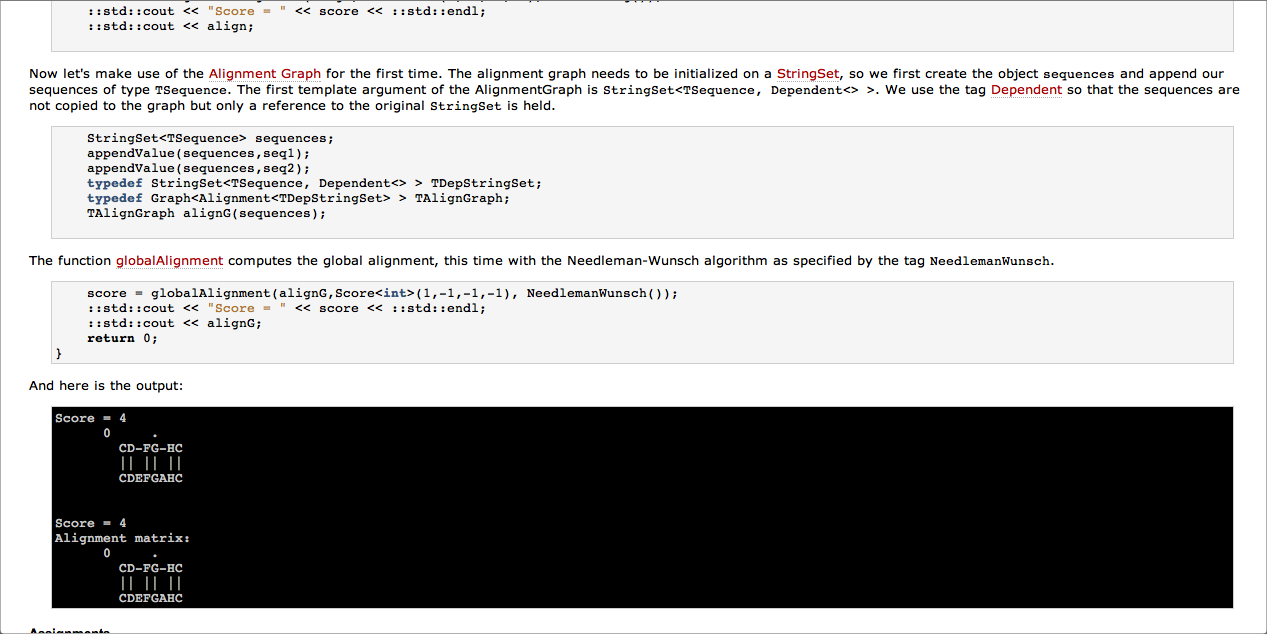 ::std::cout << "Score = " << score << ::std::endl;
::std::cout << align;
Now let's make use of the Alignment Graph for the first time. The alignment graph needs to be initialized on a StringSet, so we first create the object sequences and append our
sequences of type TSequence. The first template argument of the AlignmentGraph is StringSet<TSequence, Dependent<> >. We use the tag Dependent so that the sequences are
not copied to the graph but only a reference to the original StringSet is held.
StringSet<TSequence> sequences;
appendValue(sequences,seq1);
appendValue(sequences,seq2);
typedef StringSet<TSequence, Dependent<> > TDepStringSet;
typedef Graph<Alignment<TDepStringSet> > TAlignGraph;
TAlignGraph alignG(sequences);
The function globalAlignment computes the global alignment, this time with the Needleman-Wunsch algorithm as specified by the tag NeedlemanWunsch.
score = globalAlignment(alignG,Score<int>(1,-1,-1,-1), NeedlemanWunsch());
::std::cout << "Score = " << score << ::std::endl;
::std::cout << alignG;
return 0;
}
And here is the output:
Score = 4
0 .
CD-FG-HC
|| || ||
CDEFGAHC
Score = 4
Alignment matrix:
0 .
CD-FG-HC
|| || ||
CDEFGAHC
Assignments